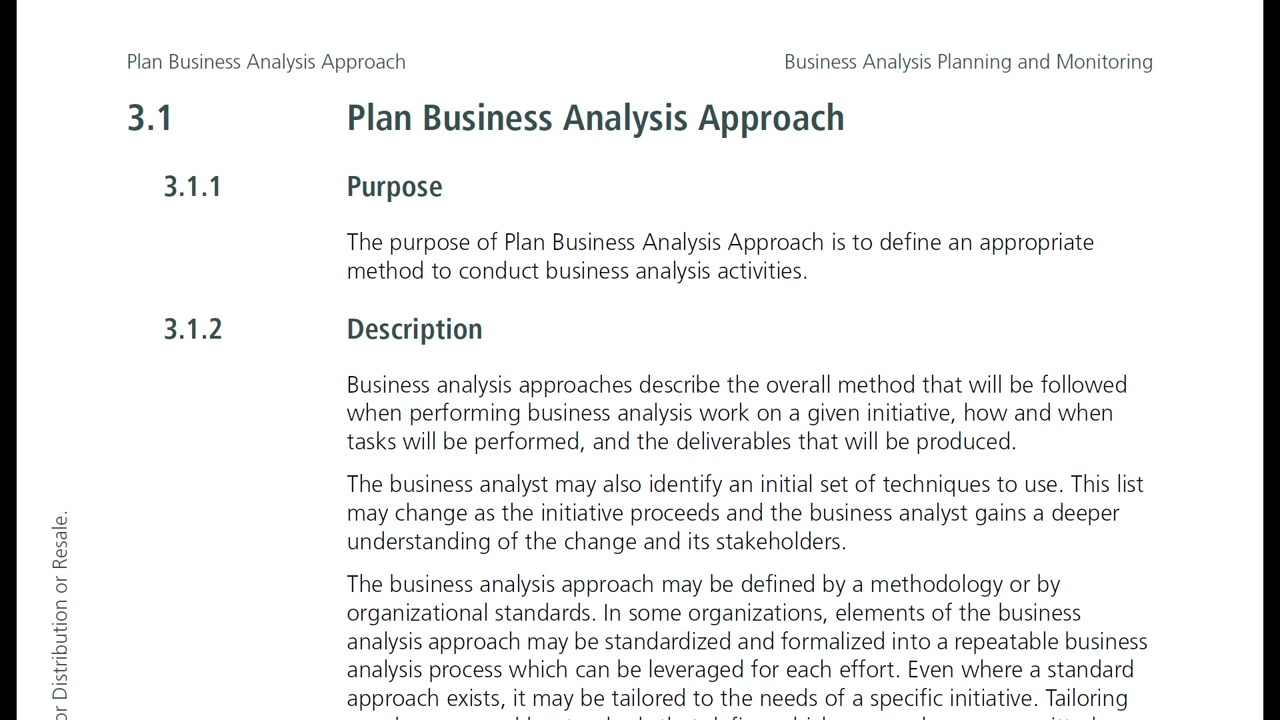 Plan Business Analysis Approach Business Analysis Planning and Monitoring
3.1 Plan Business Analysis Approach
3.1.1 Purpose
The purpose of Plan Business Analysis Approach is to define an appropriate
method to conduct business analysis activities.
3.1.2 Description
Business analysis approaches describe the overall method that will be followed
when performing business analysis work on a given initiative, how and when
tasks will be performed, and the deliverables that will be produced.
The business analyst may also identify an initial set of techniques to use. This list
may change as the initiative proceeds and the business analyst gains a deeper
understanding of the change and its stakeholders.
The business analysis approach may be defined by a methodology or by
organizational standards. In some organizations, elements of the business
analysis approach may be standardized and formalized into a repeatable business
analysis process which can be leveraged for each effort. Even where a standard
approach exists, it may be tailored to the needs of a specific initiative. Tailoring
or Distribution or Resale.